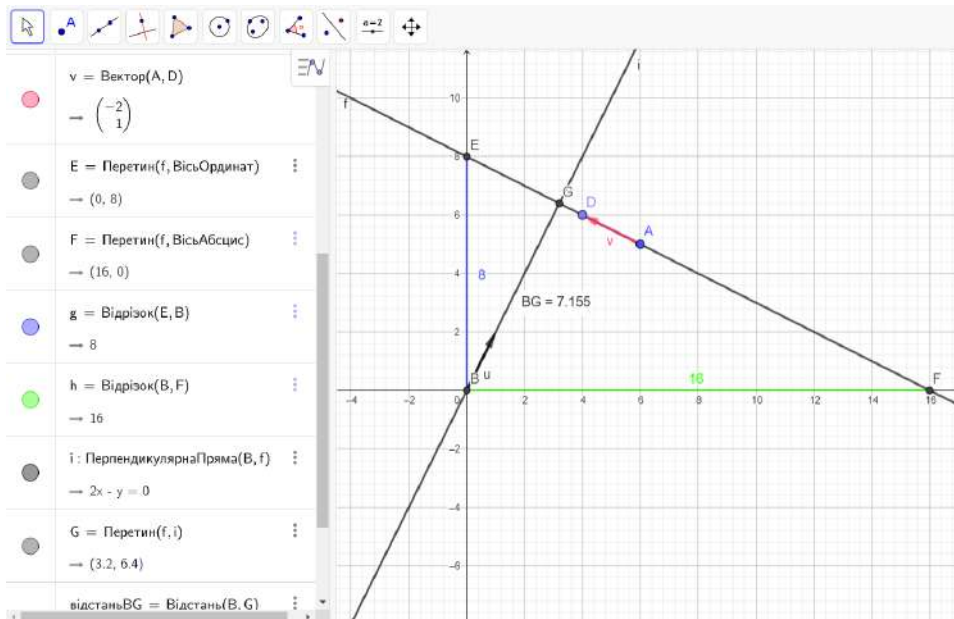 A
a=2
v = Вектор(A, D)
→ (−2
1)
E = Перетин(f, ВісьОрдинат)
→ (0, 8)
F = Перетин(f, ВісьАбсцис)
→ (16, 0)
g = Відрізок(E, B)
→ 8
h = Відрізок(B, F)
→ 16
i : ПерпендикулярнаПряма(B, f)
→ 2x - y = 0
G = Перетин(f, i)
→ (3.2, 6.4)
відстаньBG = Відстань(B, G)
i
f
10
E
8
G
D
6
A
v
4
8
BG = 7.155
2
B
u
16
F
−4
−2
0
2
4
6
8
10
12
14
16
−2
−4
−6